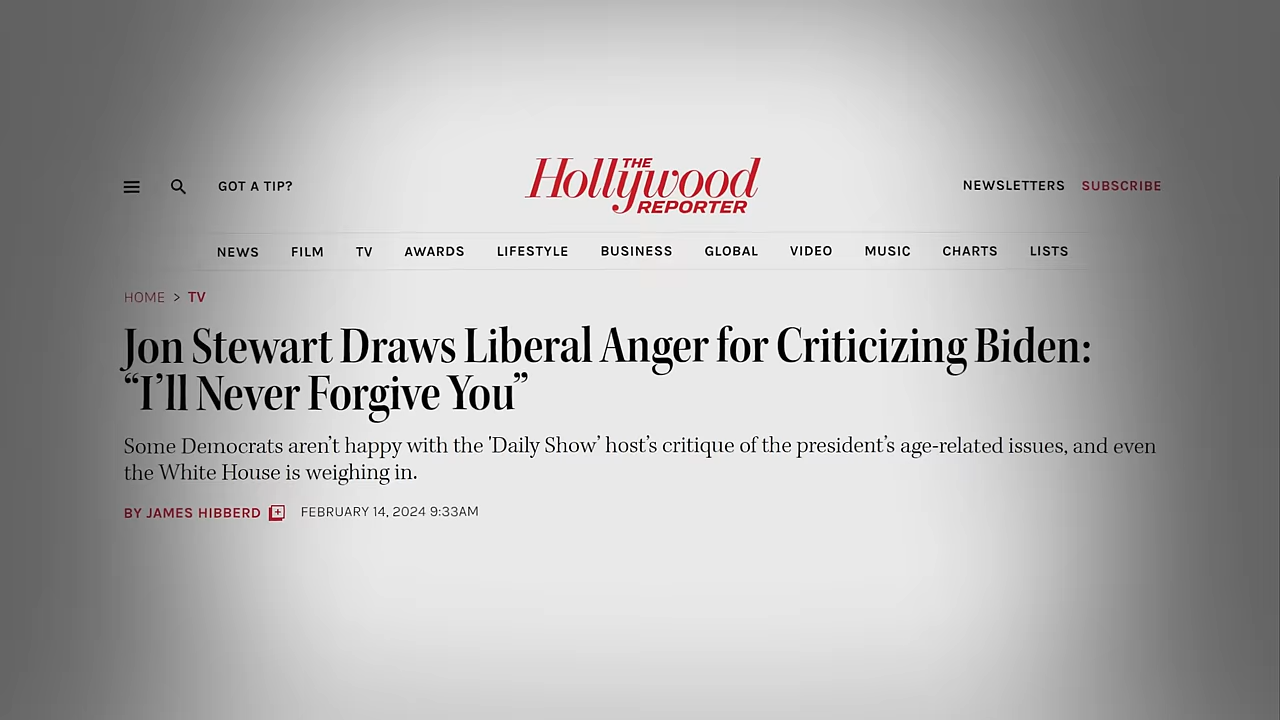 GOT A TIP?
THE
Hollywood
REPORTER
NEWSLETTERS SUBSCRIBE
NEWS FILM TV AWARDS LIFESTYLE BUSINESS GLOBAL VIDEO MUSIC CHARTS LISTS
HOME > TV
Jon Stewart Draws Liberal Anger for Criticizing Biden:
“I’ll Never Forgive You”
Some Democrats aren’t happy with the 'Daily Show’ host’s critique of the president’s age-related issues, and even
the White House is weighing in.
BY JAMES HIBBERD FEBRUARY 14, 2024 9:33AM